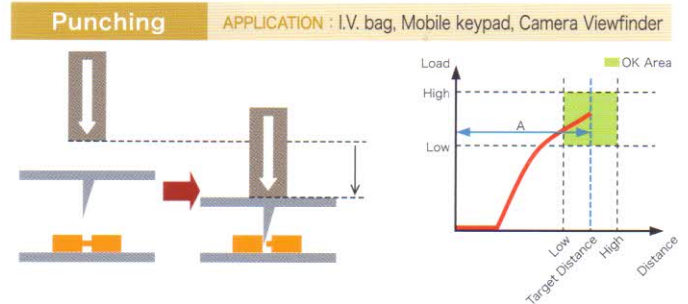 Punching
APPLICATION : I.V. bag, Mobile keypad, Camera Viewfinder
Load
OK Area
High
A
Low
Low
Target Distance
High
Distance